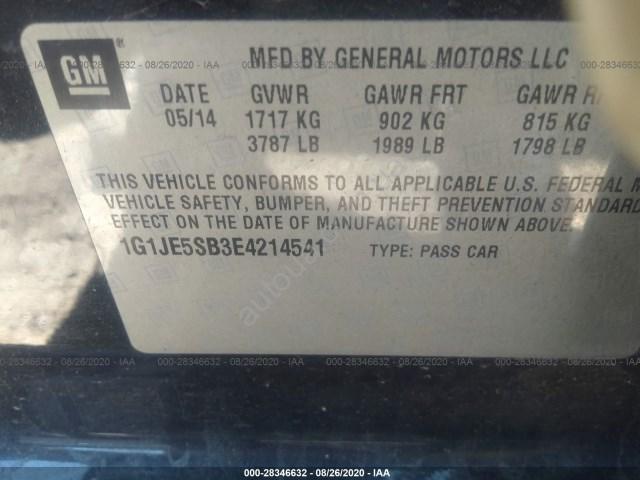 GM
MFD BY GENERAL MOTORS LLC
DATE GVWR GAWR FRT GAWR R
05/14 1717 KG 902 KG 815 KG
3787 LB 1989 LB 1798 LB
THIS VEHICLE CONFORMS TO ALL APPLICABLE U.S. FEDERAL M
VEHICLE SAFETY, BUMPER, AND THEFT PREVENTION STANDARD
EFFECT ON THE DATE OF MANUFACTURE SHOWN ABOVE.
1G1JE5SB3E4214541 TYPE: PASS CAR
000-28346632 - 08/26/2020 - IAA